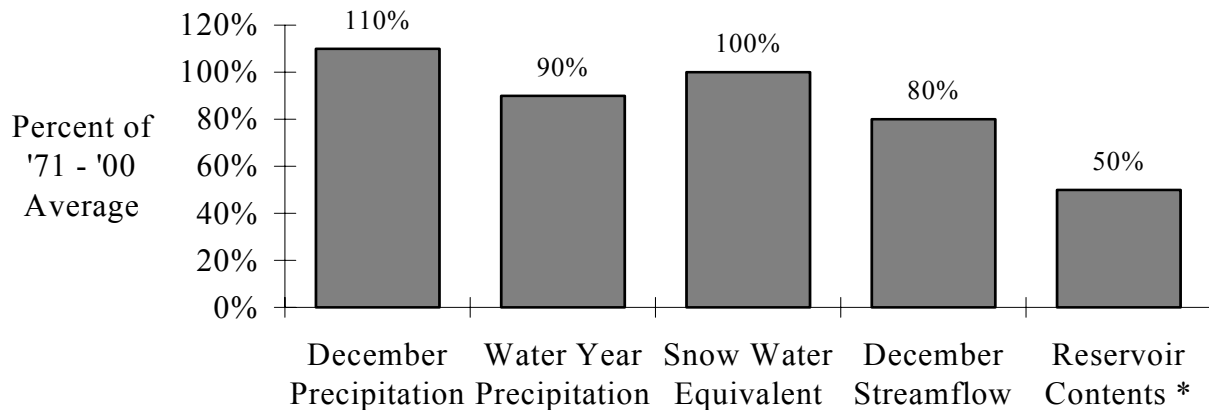 120%
100%
80%
60%
40%
20%
0%
Percent of
'71 - '00
Average
110%
90%
100%
80%
50%
December
Precipitation
Water Year
Precipitation
Snow Water
Equivalent
December
Streamflow
Reservoir
Contents *